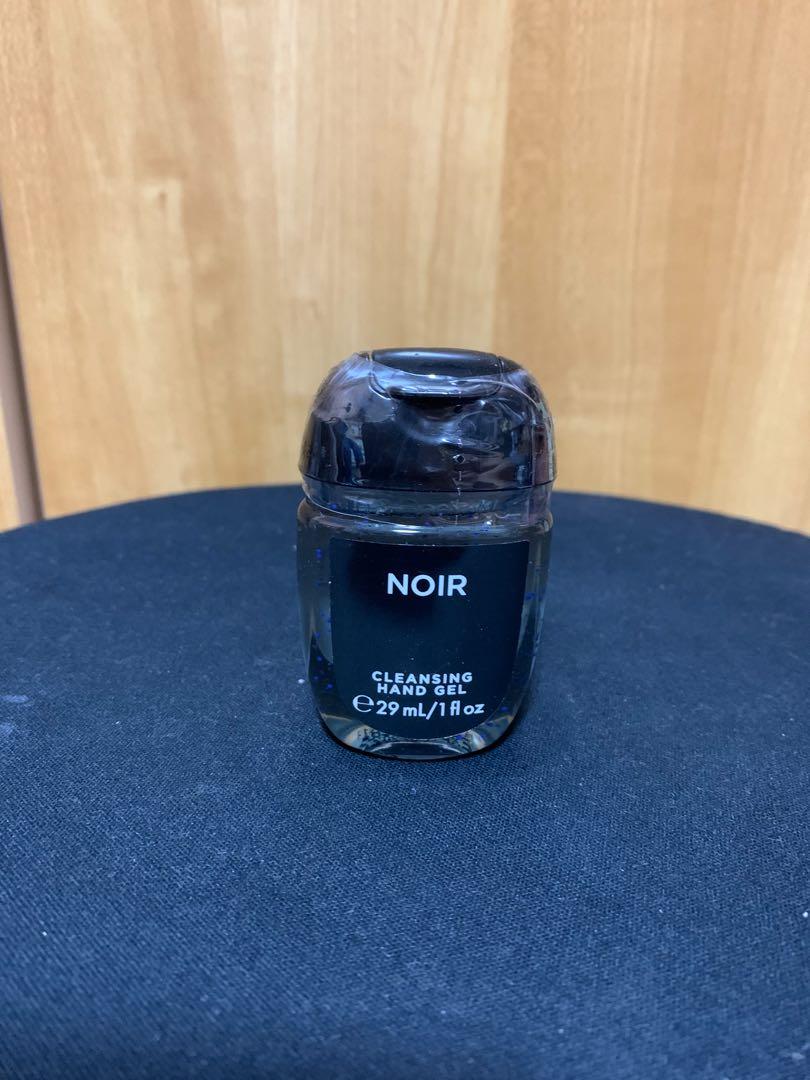 NOIR
CLEANSING
HAND GEL
℮29 mL/1 fl oz